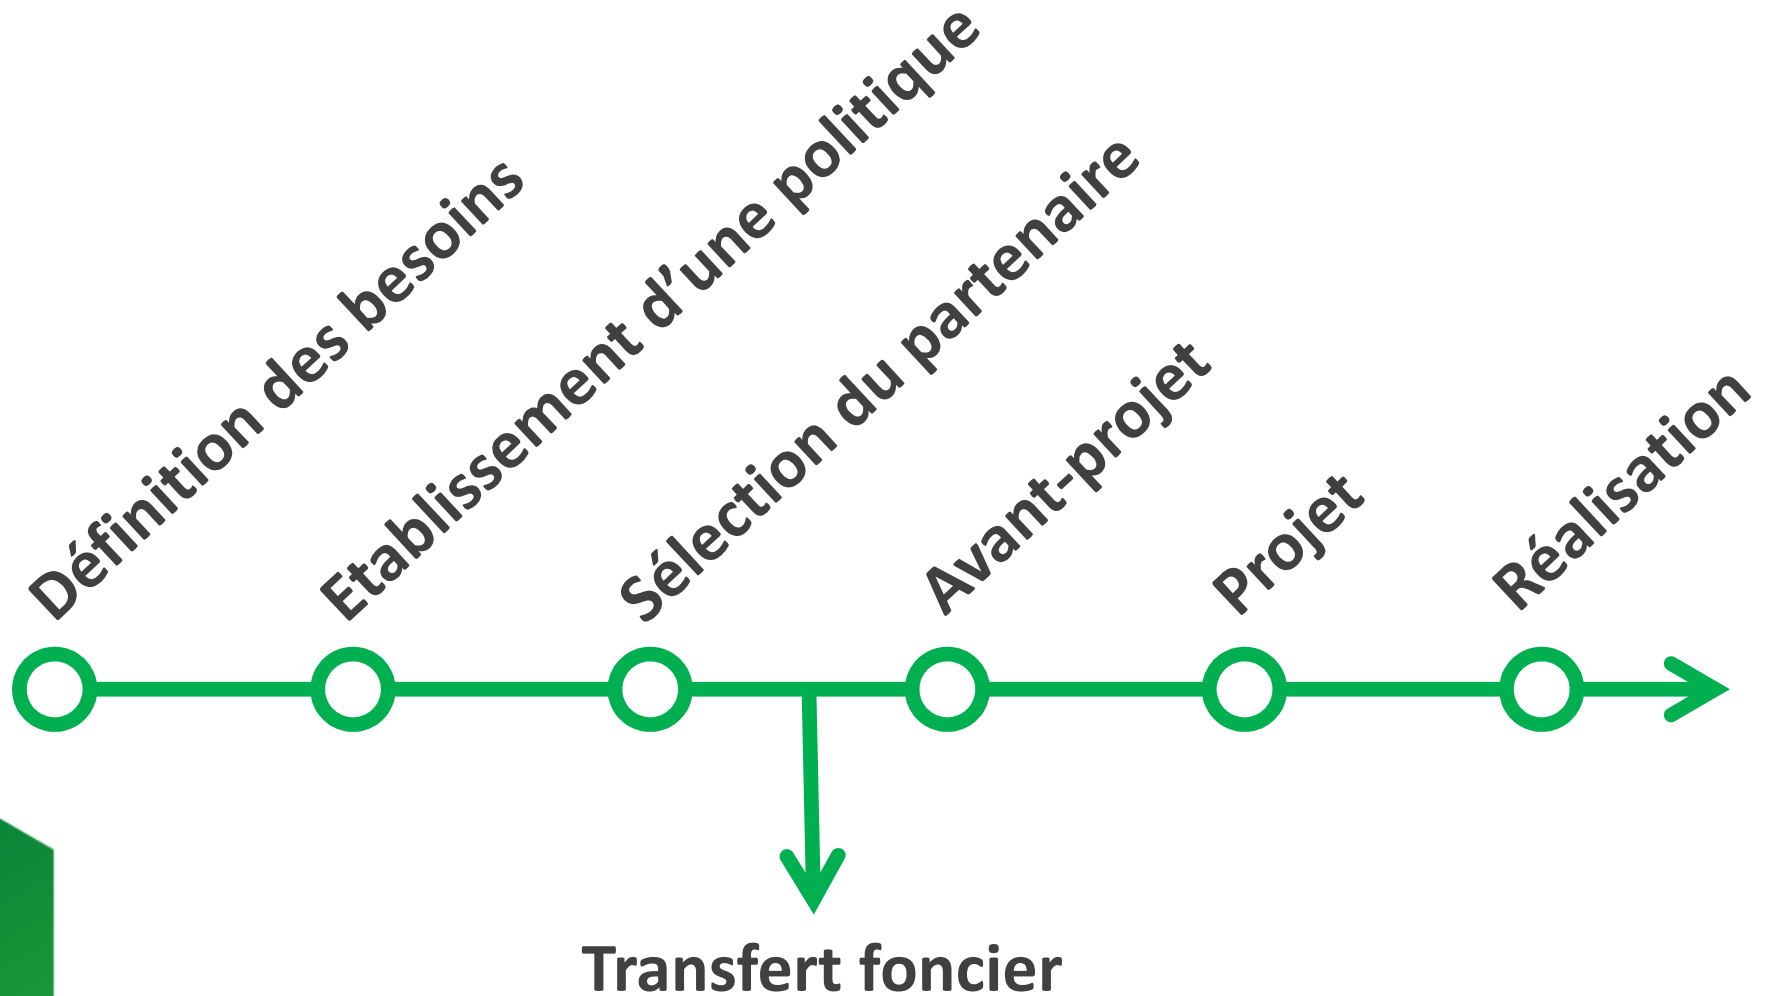 Définition des besoins
Etablissement d’une politique
Sélection du partenaire
Avant-projet
Projet
Réalisation
Transfert foncier